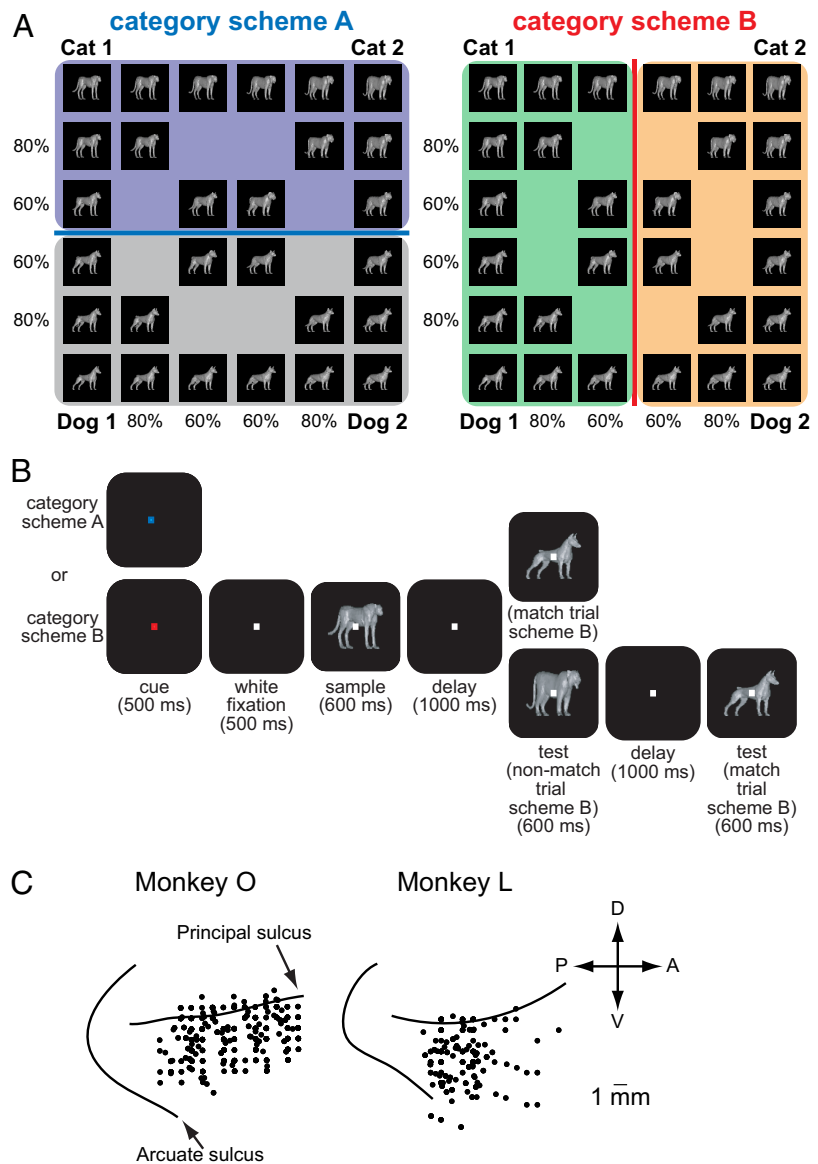 A
category scheme A
category scheme B
Cat 1
Cat 2
Cat 1
Cat 2
80%
60%
60%
80%
80%
60%
60%
80%
Dog 1 80% 60% 60% 80% Dog 2
Dog 1 80% 60% 60% 80% Dog 2
B
category
scheme A
or
category
scheme B
cue
(500 ms)
white
fixation
(500 ms)
sample
(600 ms)
delay
(1000 ms)
(match trial
scheme B)
test
(non-match
trial
scheme B)
(600 ms)
delay
(1000 ms)
test
(match
trial
scheme B)
(600 ms)
C
Monkey O
Monkey L
Principal sulcus
Arcuate sulcus
D
P
A
V
1 mm